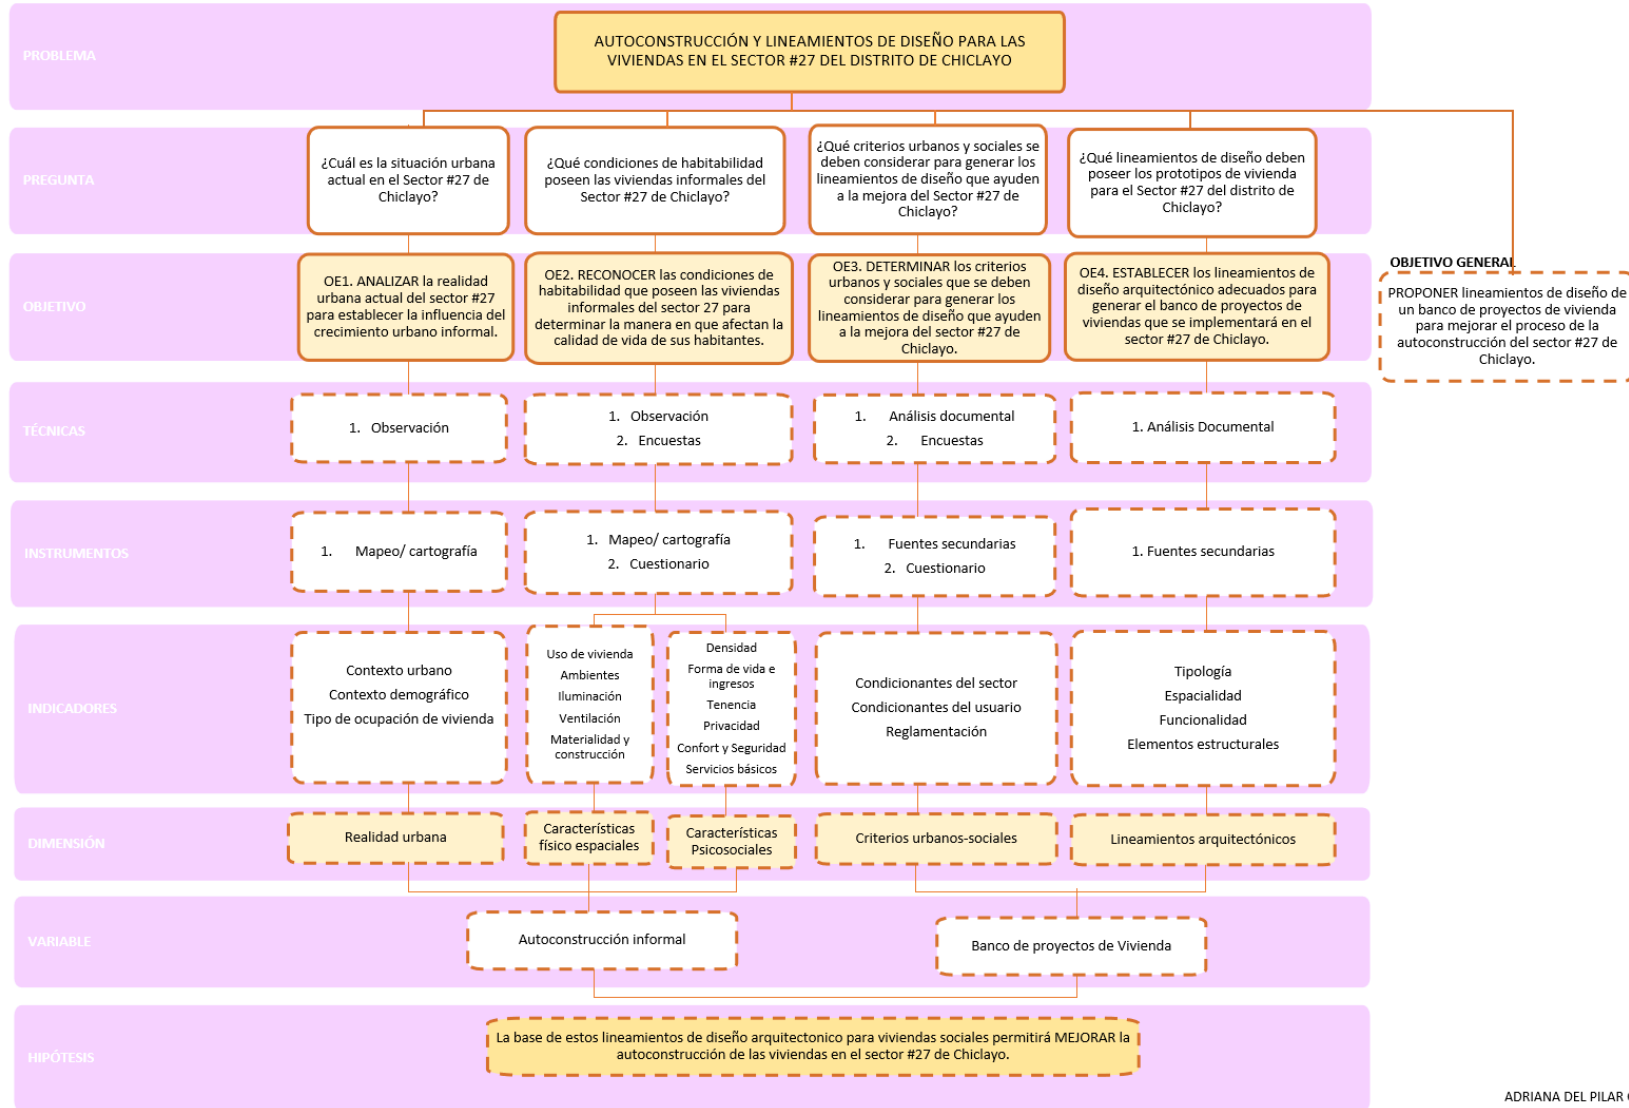 PROBLEMA
AUTOCONSTRUCCIÓN Y LINEAMIENTOS DE DISEÑO PARA LAS
VIVIENDAS EN EL SECTOR #27 DEL DISTRITO DE CHICLAYO
PREGUNTA
¿Cuál es la situación urbana
actual en el Sector #27 de
Chiclayo?
¿Qué condiciones de habitabilidad
poseen las viviendas informales del
Sector #27 de Chiclayo?
¿Qué criterios urbanos y sociales se
deben considerar para generar los
lineamientos de diseño que ayuden
a la mejora del Sector #27 de
Chiclayo?
¿Qué lineamientos de diseño deben
poseer los prototipos de vivienda
para el Sector #27 del distrito de
Chiclayo?
OBJETIVO
OE1. ANALIZAR la realidad
urbana actual del sector #27
para establecer la influencia del
crecimiento urbano informal.
OE2. RECONOCER las condiciones de
habitabilidad que poseen las viviendas
informales del sector 27 para
determinar la manera en que afectan la
calidad de vida de sus habitantes.
OE3. DETERMINAR los criterios
urbanos y sociales que se deben
considerar para generar los
lineamientos de diseño que ayuden
a la mejora del sector #27 de
Chiclayo.
OE4. ESTABLECER los lineamientos de
diseño arquitectónico adecuados para
generar el banco de proyectos de
viviendas que se implementará en el
sector #27 de Chiclayo.
OBJETIVO GENERAL
PROPONER lineamientos de diseño de
un banco de proyectos de vivienda
para mejorar el proceso de la
autoconstrucción del sector #27 de
Chiclayo.
TÉCNICAS
1. Observación
1. Observación
2. Encuestas
1. Análisis documental
2. Encuestas
1. Análisis Documental
INSTRUMENTOS
1. Mapeo/ cartografía
1. Mapeo/ cartografía
2. Cuestionario
1. Fuentes secundarias
2. Cuestionario
1. Fuentes secundarias
INDICADORES
Contexto urbano
Contexto demográfico
Tipo de ocupación de vivienda
Uso de vivienda
Ambientes
Iluminación
Ventilación
Materialidad y
construcción
Densidad
Forma de vida e
ingresos
Tenencia
Privacidad
Confort y Seguridad
Servicios básicos
Condicionantes del sector
Condicionantes del usuario
Reglamentación
Tipología
Espacialidad
Funcionalidad
Elementos estructurales
DIMENSIÓN
Realidad urbana
Características
físico espaciales
Características
Psicosociales
Criterios urbanos-sociales
Lineamientos arquitectónicos
VARIABLE
Autoconstrucción informal
Banco de proyectos de Vivienda
HIPÓTESIS
La base de estos lineamientos de diseño arquitectonico para viviendas sociales permitirá MEJORAR la
autoconstrucción de las viviendas en el sector #27 de Chiclayo.
ADRIANA DEL PILAR